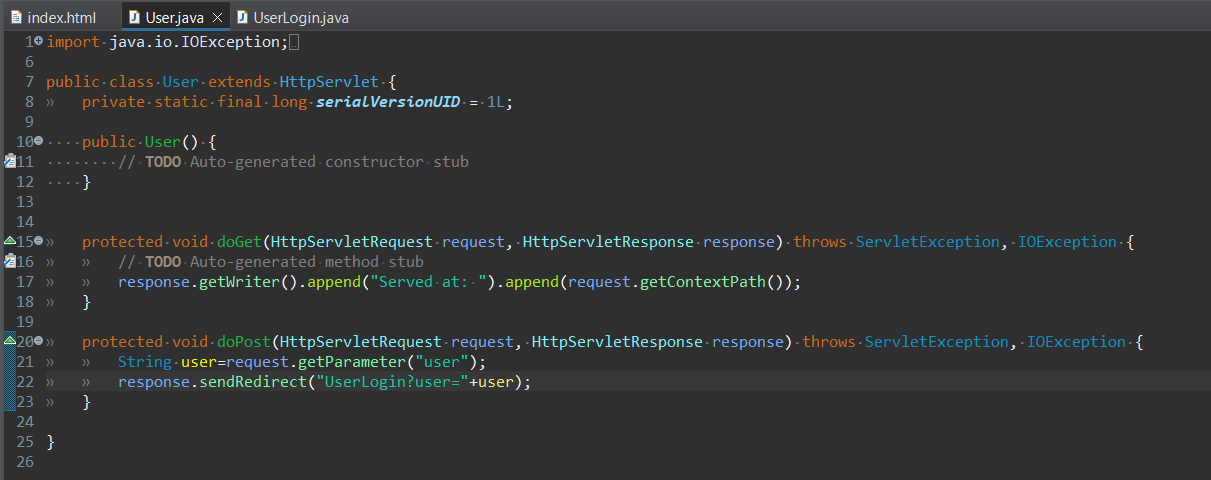 index.html User.java UserLogin.java
1 import java.io.IOException;
6
7 public class User extends HttpServlet {
8 private static final long serialVersionUID = 1L;
9
10 public User() {
11 // TODO Auto-generated constructor stub
12 }
13
14
15 protected void doGet(HttpServletRequest request, HttpServletResponse response) throws ServletException, IOException {
16 // TODO Auto-generated method stub
17 response.getWriter().append("Served at: ").append(request.getContextPath());
18 }
19
20 protected void doPost(HttpServletRequest request, HttpServletResponse response) throws ServletException, IOException {
21 String user=request.getParameter("user");
22 response.sendRedirect("UserLogin?user="+user);
23 }
24
25 }
26